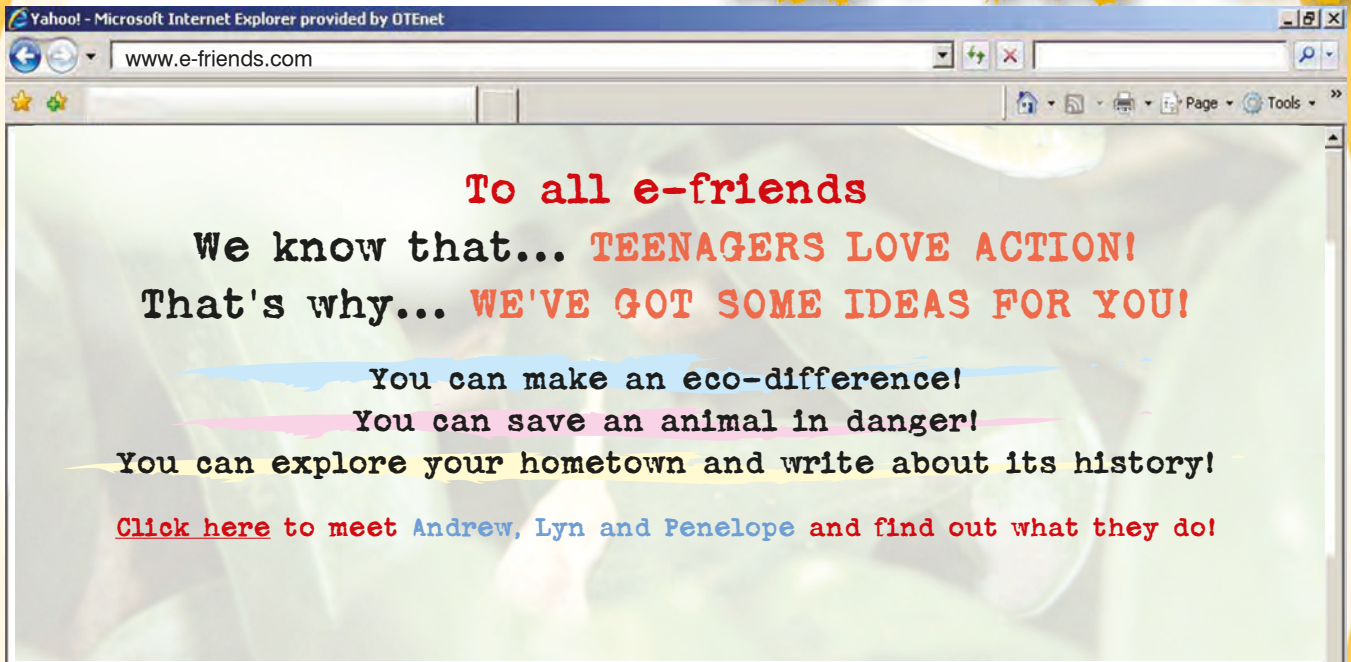 Yahoo! - Microsoft Internet Explorer provided by OTEnet
www.e-friends.com
Page Tools »
To all e-friends
We know that... TEENAGERS LOVE ACTION!
That's why... WE'VE GOT SOME IDEAS FOR YOU!
You can make an eco-difference!
You can save an animal in danger!
You can explore your hometown and write about its history!
Click here to meet Andrew, Lyn and Penelope and find out what they do!